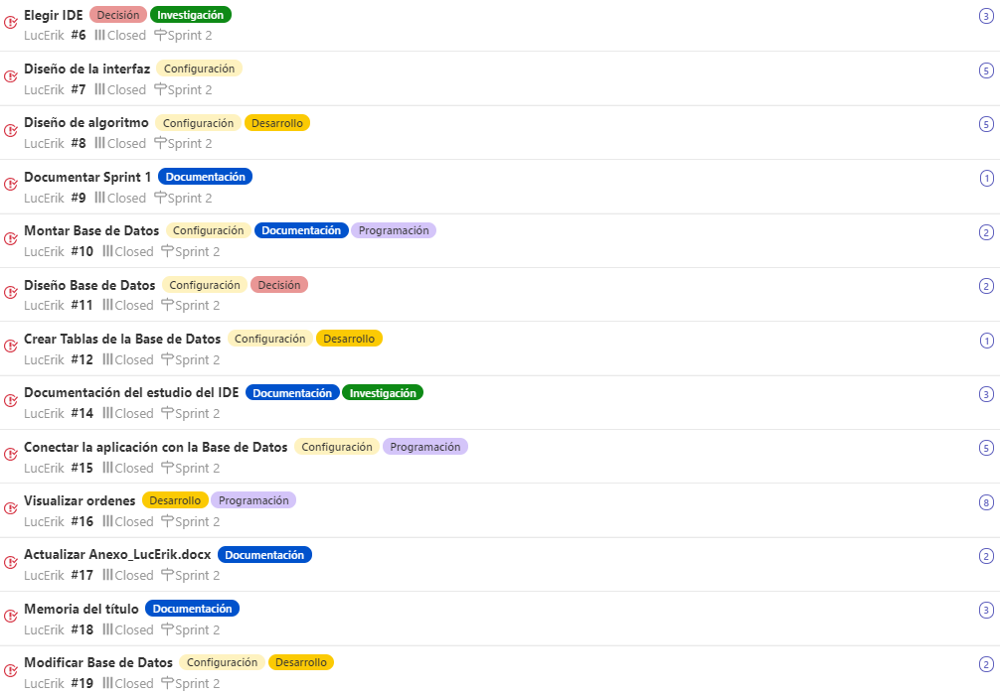 Elegir IDE Decisión Investigación 3
LucErik #6 Closed Sprint 2
Diseño de la interfaz Configuración 5
LucErik #7 Closed Sprint 2
Diseño de algoritmo Configuración Desarrollo 5
LucErik #8 Closed Sprint 2
Documentar Sprint 1 Documentación 1
LucErik #9 Closed Sprint 2
Montar Base de Datos Configuración Documentación Programación 2
LucErik #10 Closed Sprint 2
Diseño Base de Datos Configuración Decisión 2
LucErik #11 Closed Sprint 2
Crear Tablas de la Base de Datos Configuración Desarrollo 1
LucErik #12 Closed Sprint 2
Documentación del estudio del IDE Documentación Investigación 3
LucErik #14 Closed Sprint 2
Conectar la aplicación con la Base de Datos Configuración Programación 5
LucErik #15 Closed Sprint 2
Visualizar ordenes Desarrollo Programación 8
LucErik #16 Closed Sprint 2
Actualizar Anexo_LucErik.docx Documentación 2
LucErik #17 Closed Sprint 2
Memoria del título Documentación 3
LucErik #18 Closed Sprint 2
Modificar Base de Datos Configuración Desarrollo 2
LucErik #19 Closed Sprint 2